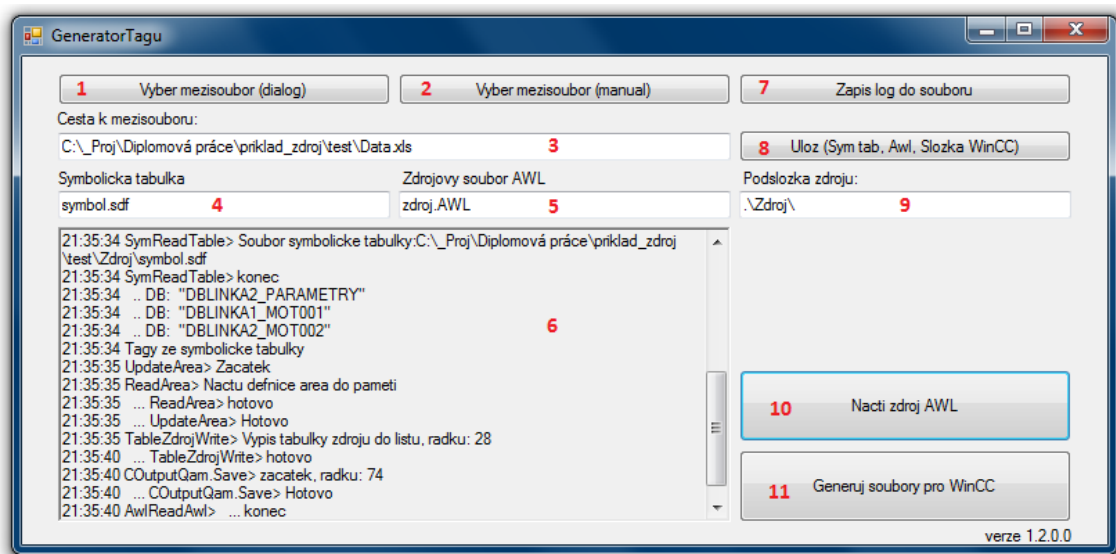 GeneratorTagu
1 Vyber mezisoubor (dialog)
2 Vyber mezisoubor (manual)
7 Zapis log do souboru
Cesta k mezisouboru:
C:\_Proj\Diplomová práce\priklad_zdroj\test\Data.xls 3
8 Uloz (Sym tab, Awl, Slozka WinCC)
Symbolicka tabulka
Zdrojovy soubor AWL
Podslozka zdroju:
symbol.sdf 4
zdroj.AWL 5
.\Zdroj\ 9
21:35:34 SymReadTable> Soubor symbolicke tabulky:C:\_Proj\Diplomová práce\priklad_zdroj
\test\Zdroj\symbol.sdf
21:35:34 SymReadTable> konec
21:35:34 .. DB: "DBLINKA2_PARAMETRY"
21:35:34 .. DB: "DBLINKA1_MOT001"
21:35:34 .. DB: "DBLINKA2_MOT002"
6
21:35:34 Tagy ze symbolicke tabulky
21:35:35 UpdateArea> Zacatek
21:35:35 ReadArea> Nactu defnice area do pameti
21:35:35 ... ReadArea> hotovo
21:35:35 ... UpdateArea> Hotovo
21:35:35 TableZdrojWrite> Vypis tabulky zdroju do listu, radku: 28
21:35:40 ... TableZdrojWrite> hotovo
21:35:40 COutputQam.Save> zacatek, radku: 74
21:35:40 ... COutputQam.Save> Hotovo
21:35:40 AwlReadAwl> ... konec
10 Nacti zdroj AWL
11 Generuj soubory pro WinCC
verze 1.2.0.0